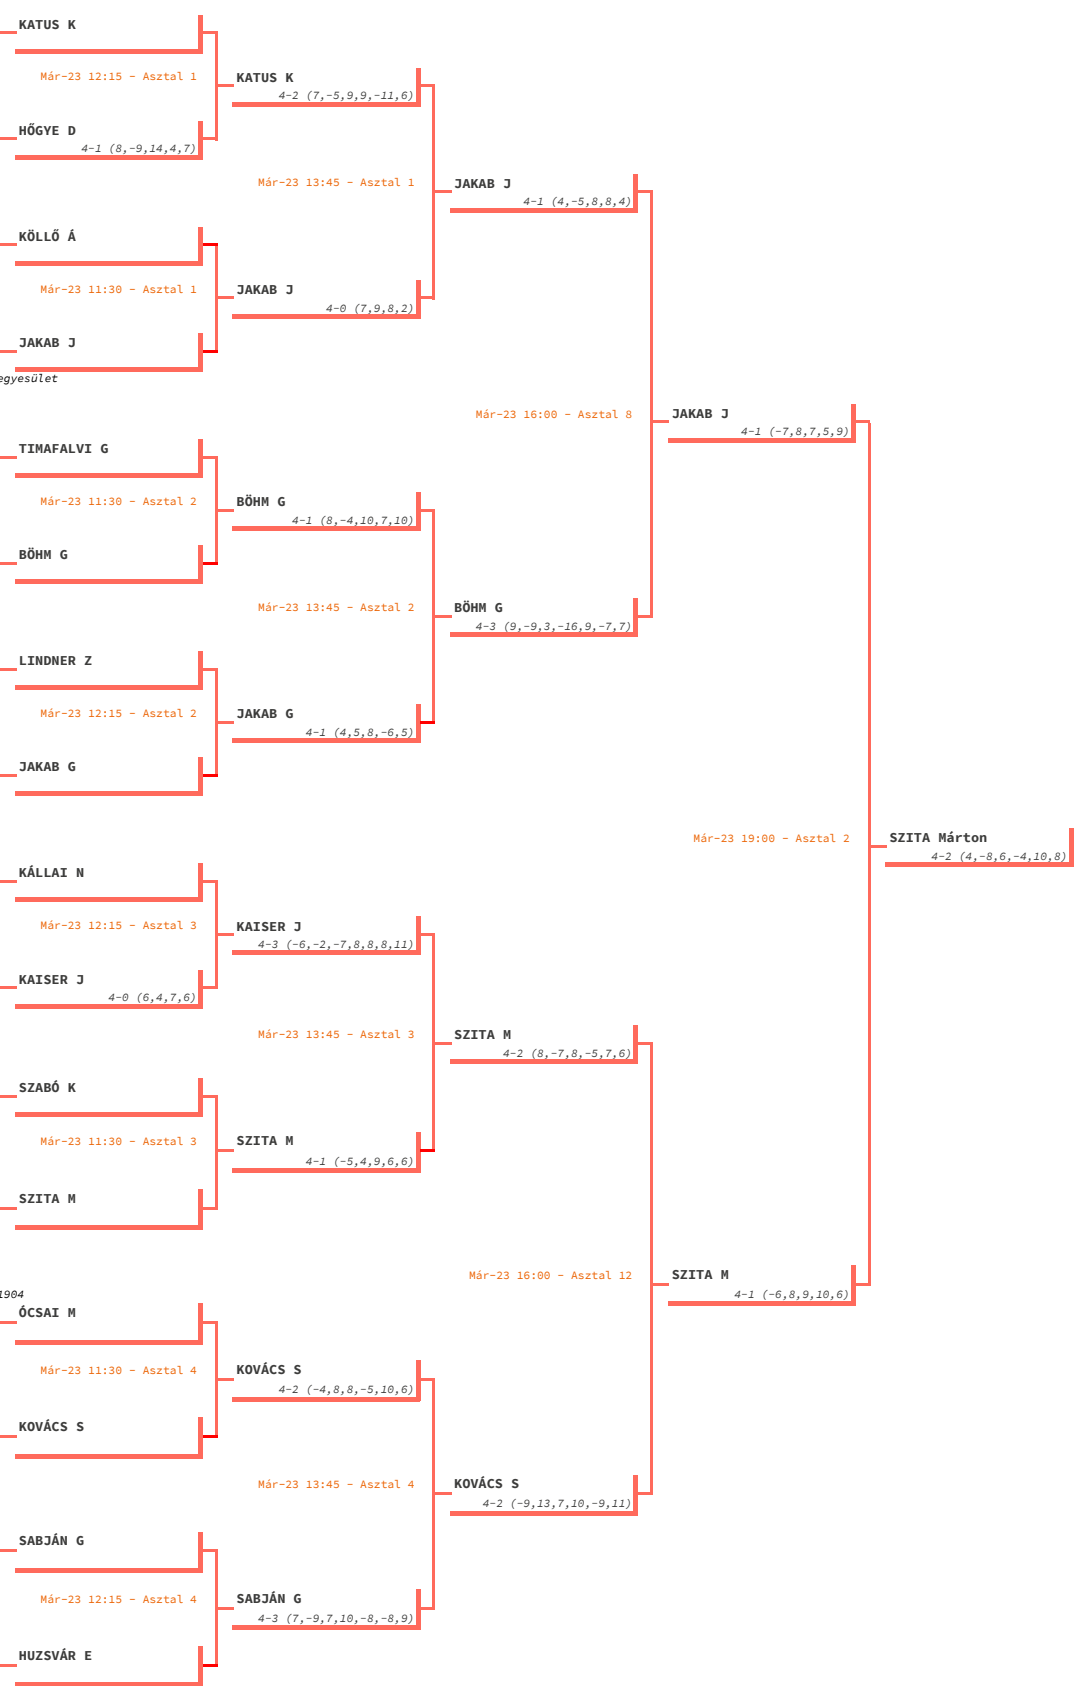 KATUS K
Már-23 12:15 - Asztal 1
KATUS K
4-2 (7,-5,9,9,-11,6)
HŐGYE D
4-1 (8,-9,14,4,7)
Már-23 13:45 - Asztal 1
JAKAB J
4-1 (4,-5,8,8,4)
KÖLLŐ Á
Már-23 11:30 - Asztal 1
JAKAB J
4-0 (7,9,8,2)
JAKAB J
egyesület
Már-23 16:00 - Asztal 8
JAKAB J
4-1 (-7,8,7,5,9)
TIMAFALVI G
Már-23 11:30 - Asztal 2
BÖHM G
4-1 (8,-4,10,7,10)
BÖHM G
Már-23 13:45 - Asztal 2
BÖHM G
4-3 (9,-9,3,-16,9,-7,7)
LINDNER Z
Már-23 12:15 - Asztal 2
JAKAB G
4-1 (4,5,8,-6,5)
JAKAB G
Már-23 19:00 - Asztal 2
SZITA Márton
4-2 (4,-8,6,-4,10,8)
KÁLLAI N
Már-23 12:15 - Asztal 3
KAISER J
4-3 (-6,-2,-7,8,8,8,11)
KAISER J
4-0 (6,4,7,6)
Már-23 13:45 - Asztal 3
SZITA M
4-2 (8,-7,8,-5,7,6)
SZABÓ K
Már-23 11:30 - Asztal 3
SZITA M
4-1 (-5,4,9,6,6)
SZITA M
Már-23 16:00 - Asztal 12
SZITA M
4-1 (-6,8,9,10,6)
1904
ÓCSAI M
Már-23 11:30 - Asztal 4
KOVÁCS S
4-2 (-4,8,8,-5,10,6)
KOVÁCS S
Már-23 13:45 - Asztal 4
KOVÁCS S
4-2 (-9,13,7,10,-9,11)
SABJÁN G
Már-23 12:15 - Asztal 4
SABJÁN G
4-3 (7,-9,7,10,-8,-8,9)
HUZSVÁR E